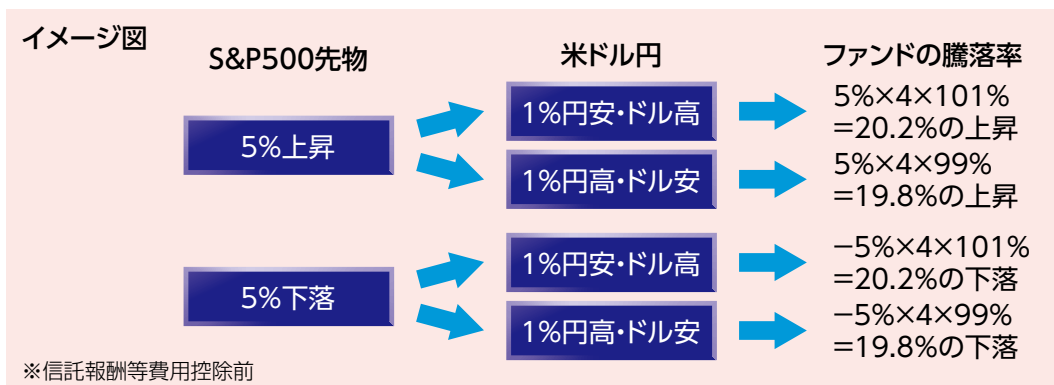 イメージ図
S&P500先物
米ドル円
ファンドの騰落率
5%上昇
1%円安・ドル高
5%×4×101%
=20.2%の上昇
1%円高・ドル安
5%×4×99%
=19.8%の上昇
5%下落
1%円安・ドル高
−5%×4×101%
=20.2%の下落
1%円高・ドル安
−5%×4×99%
=19.8%の下落
※信託報酬等費用控除前